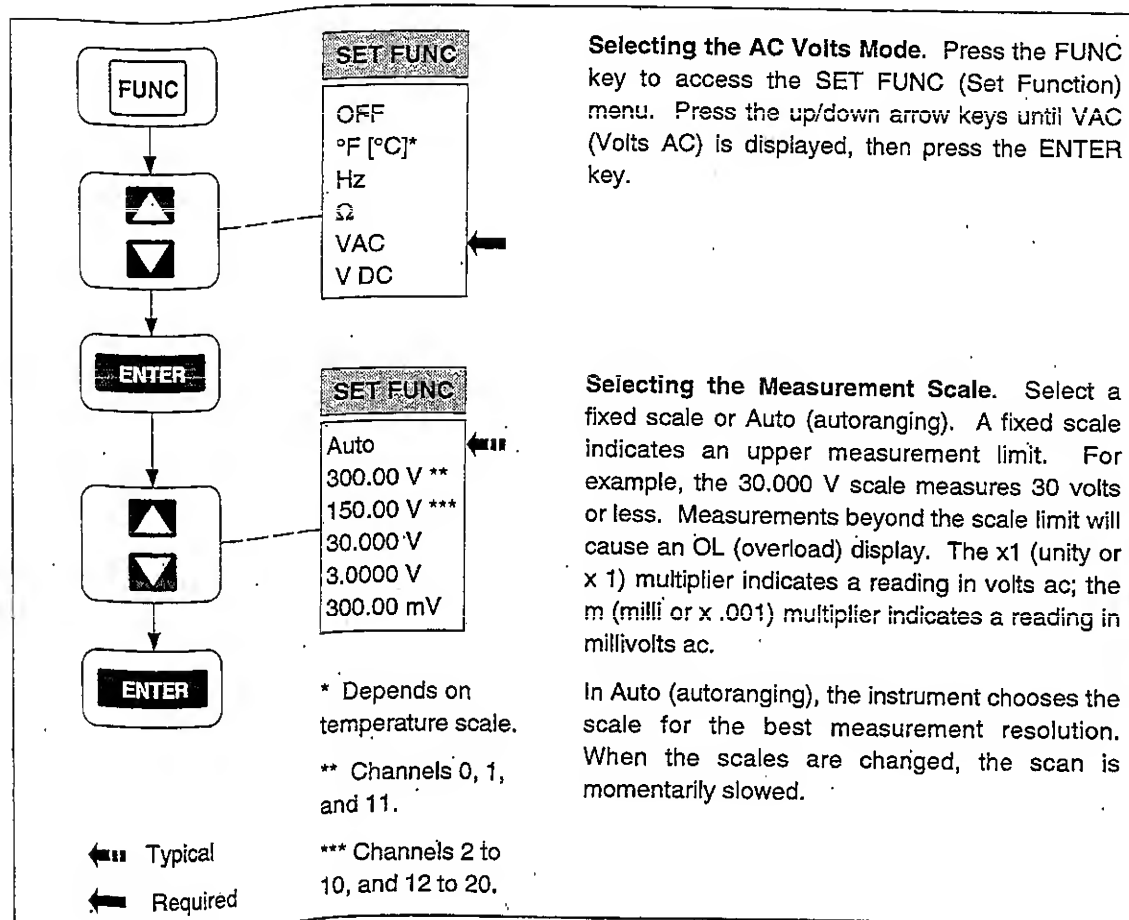 FUNC
ENTER
ENTER
Typical
Required
SET FUNC
OFF
°F [°C]*
Hz
Ω
VAC
V DC
SET FUNC
Auto
300.00 V **
150.00 V ***
30.000 V
3.0000 V
300.00 mV
* Depends on
temperature scale.
** Channels 0, 1,
and 11.
*** Channels 2 to
10, and 12 to 20.
Selecting the AC Volts Mode. Press the FUNC
key to access the SET FUNC (Set Function)
menu. Press the up/down arrow keys until VAC
(Volts AC) is displayed, then press the ENTER
key.
Selecting the Measurement Scale. Select a
fixed scale or Auto (autoranging). A fixed scale
indicates an upper measurement limit. For
example, the 30.000 V scale measures 30 volts
or less. Measurements beyond the scale limit will
cause an OL (overload) display. The x1 (unity or
x 1) multiplier indicates a reading in volts ac; the
m (milli or x .001) multiplier indicates a reading in
millivolts ac.
In Auto (autoranging), the instrument chooses the
scale for the best measurement resolution.
When the scales are changed, the scan is
momentarily slowed.